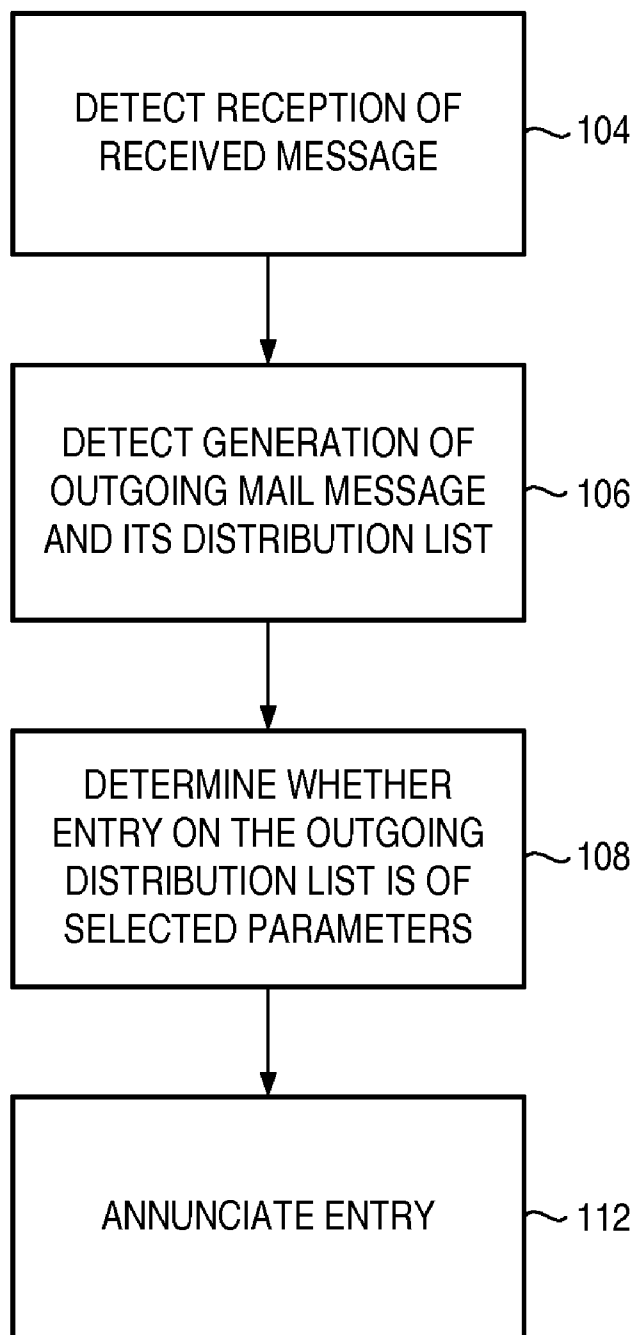 DETECT RECEPTION OF
RECEIVED MESSAGE
104
DETECT GENERATION OF
OUTGOING MAIL MESSAGE
AND ITS DISTRIBUTION LIST
106
DETERMINE WHETHER
ENTRY ON THE OUTGOING
DISTRIBUTION LIST IS OF
SELECTED PARAMETERS
108
ANNUNCIATE ENTRY
112